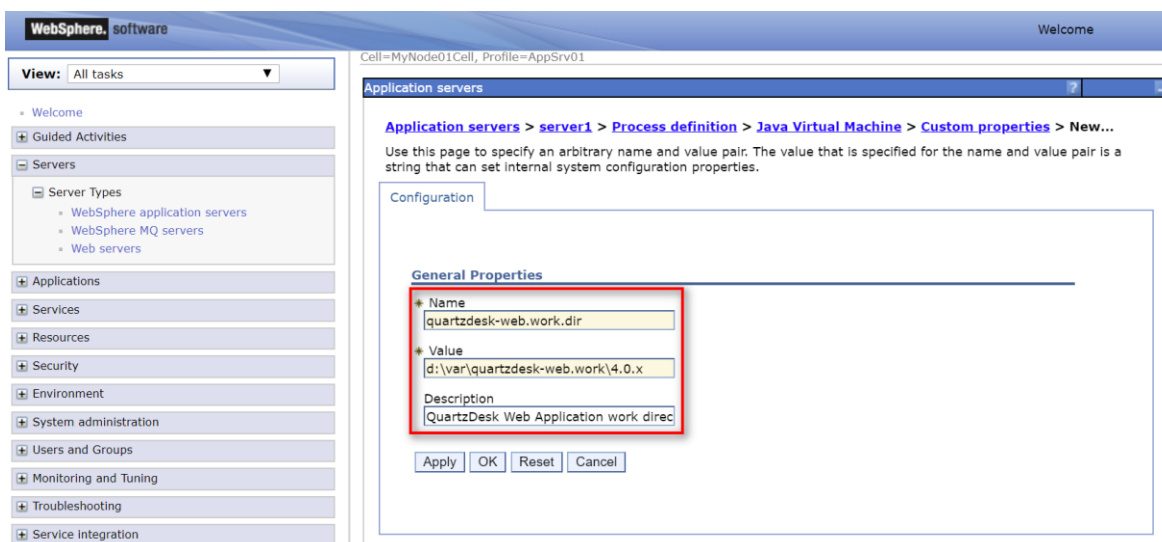 WebSphere. software
Welcome
View: All tasks
Cell=MyNode01Cell, Profile=AppSrv01
Welcome
Guided Activities
Servers
Server Types
WebSphere application servers
WebSphere MQ servers
Web servers
Applications
Services
Resources
Security
Environment
System administration
Users and Groups
Monitoring and Tuning
Troubleshooting
Service integration
Application servers
?
Application servers > server1 > Process definition > Java Virtual Machine > Custom properties > New...
Use this page to specify an arbitrary name and value pair. The value that is specified for the name and value pair is a
string that can set internal system configuration properties.
Configuration
General Properties
* Name
quartzdesk-web.work.dir
* Value
d:\var\quartzdesk-web.work\4.0.x
Description
QuartzDesk Web Application work direc
Apply OK Reset Cancel